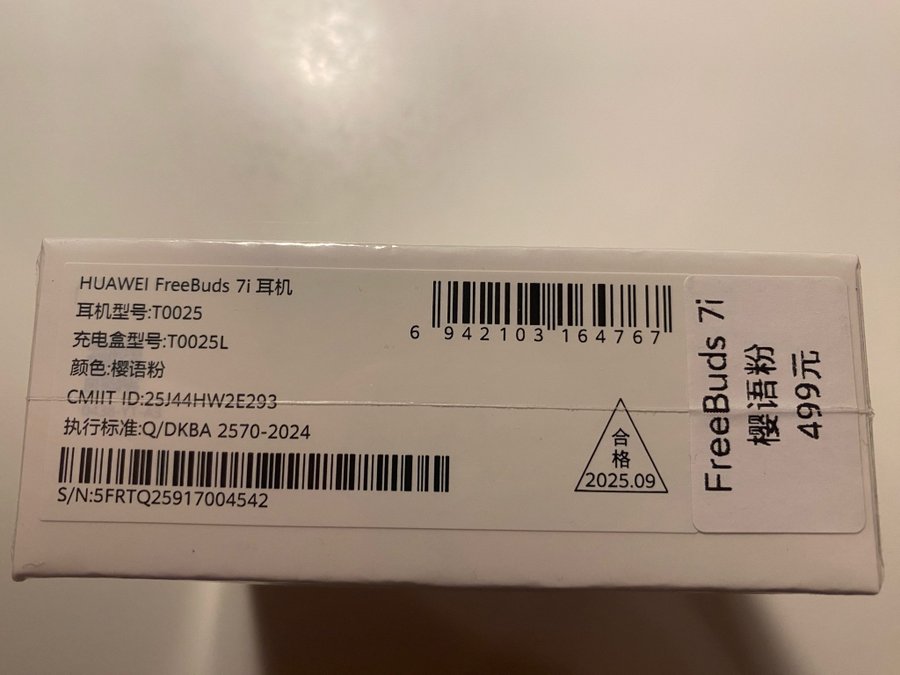 HUAWEI FreeBuds 7i 耳机
耳机型号:T0025
充电盒型号:T0025L
颜色:樱语粉
CMIIT ID:25J44HW2E293
执行标准:Q/DKBA 2570-2024
S/N:5FRTQ25917004542
6 942103 164767
合
格
2025.09
FreeBuds 7i
樱语粉
499元